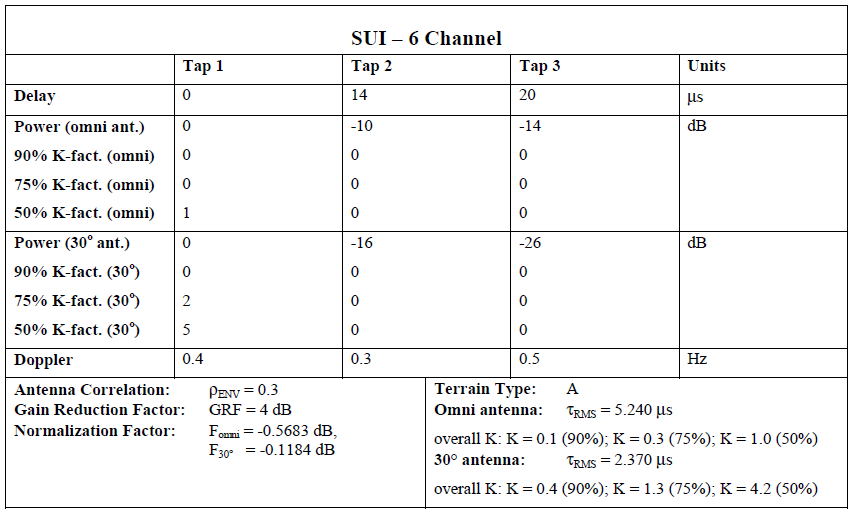 SUI – 6 Channel
Tap 1 Tap 2 Tap 3 Units
Delay 0 14 20 μs
Power (omni ant.) 0 -10 -14 dB
90% K-fact. (omni) 0 0 0
75% K-fact. (omni) 0 0 0
50% K-fact. (omni) 1 0 0
Power (30º ant.) 0 -16 -26 dB
90% K-fact. (30º) 0 0 0
75% K-fact. (30º) 2 0 0
50% K-fact. (30º) 5 0 0
Doppler 0.4 0.3 0.5 Hz
Antenna Correlation: ρENV = 0.3
Gain Reduction Factor: GRF = 4 dB
Normalization Factor: Fomni = -0.5683 dB,
F30° = -0.1184 dB
Terrain Type: A
Omni antenna: τRMS = 5.240 μs
overall K: K = 0.1 (90%); K = 0.3 (75%); K = 1.0 (50%)
30° antenna: τRMS = 2.370 μs
overall K: K = 0.4 (90%); K = 1.3 (75%); K = 4.2 (50%)